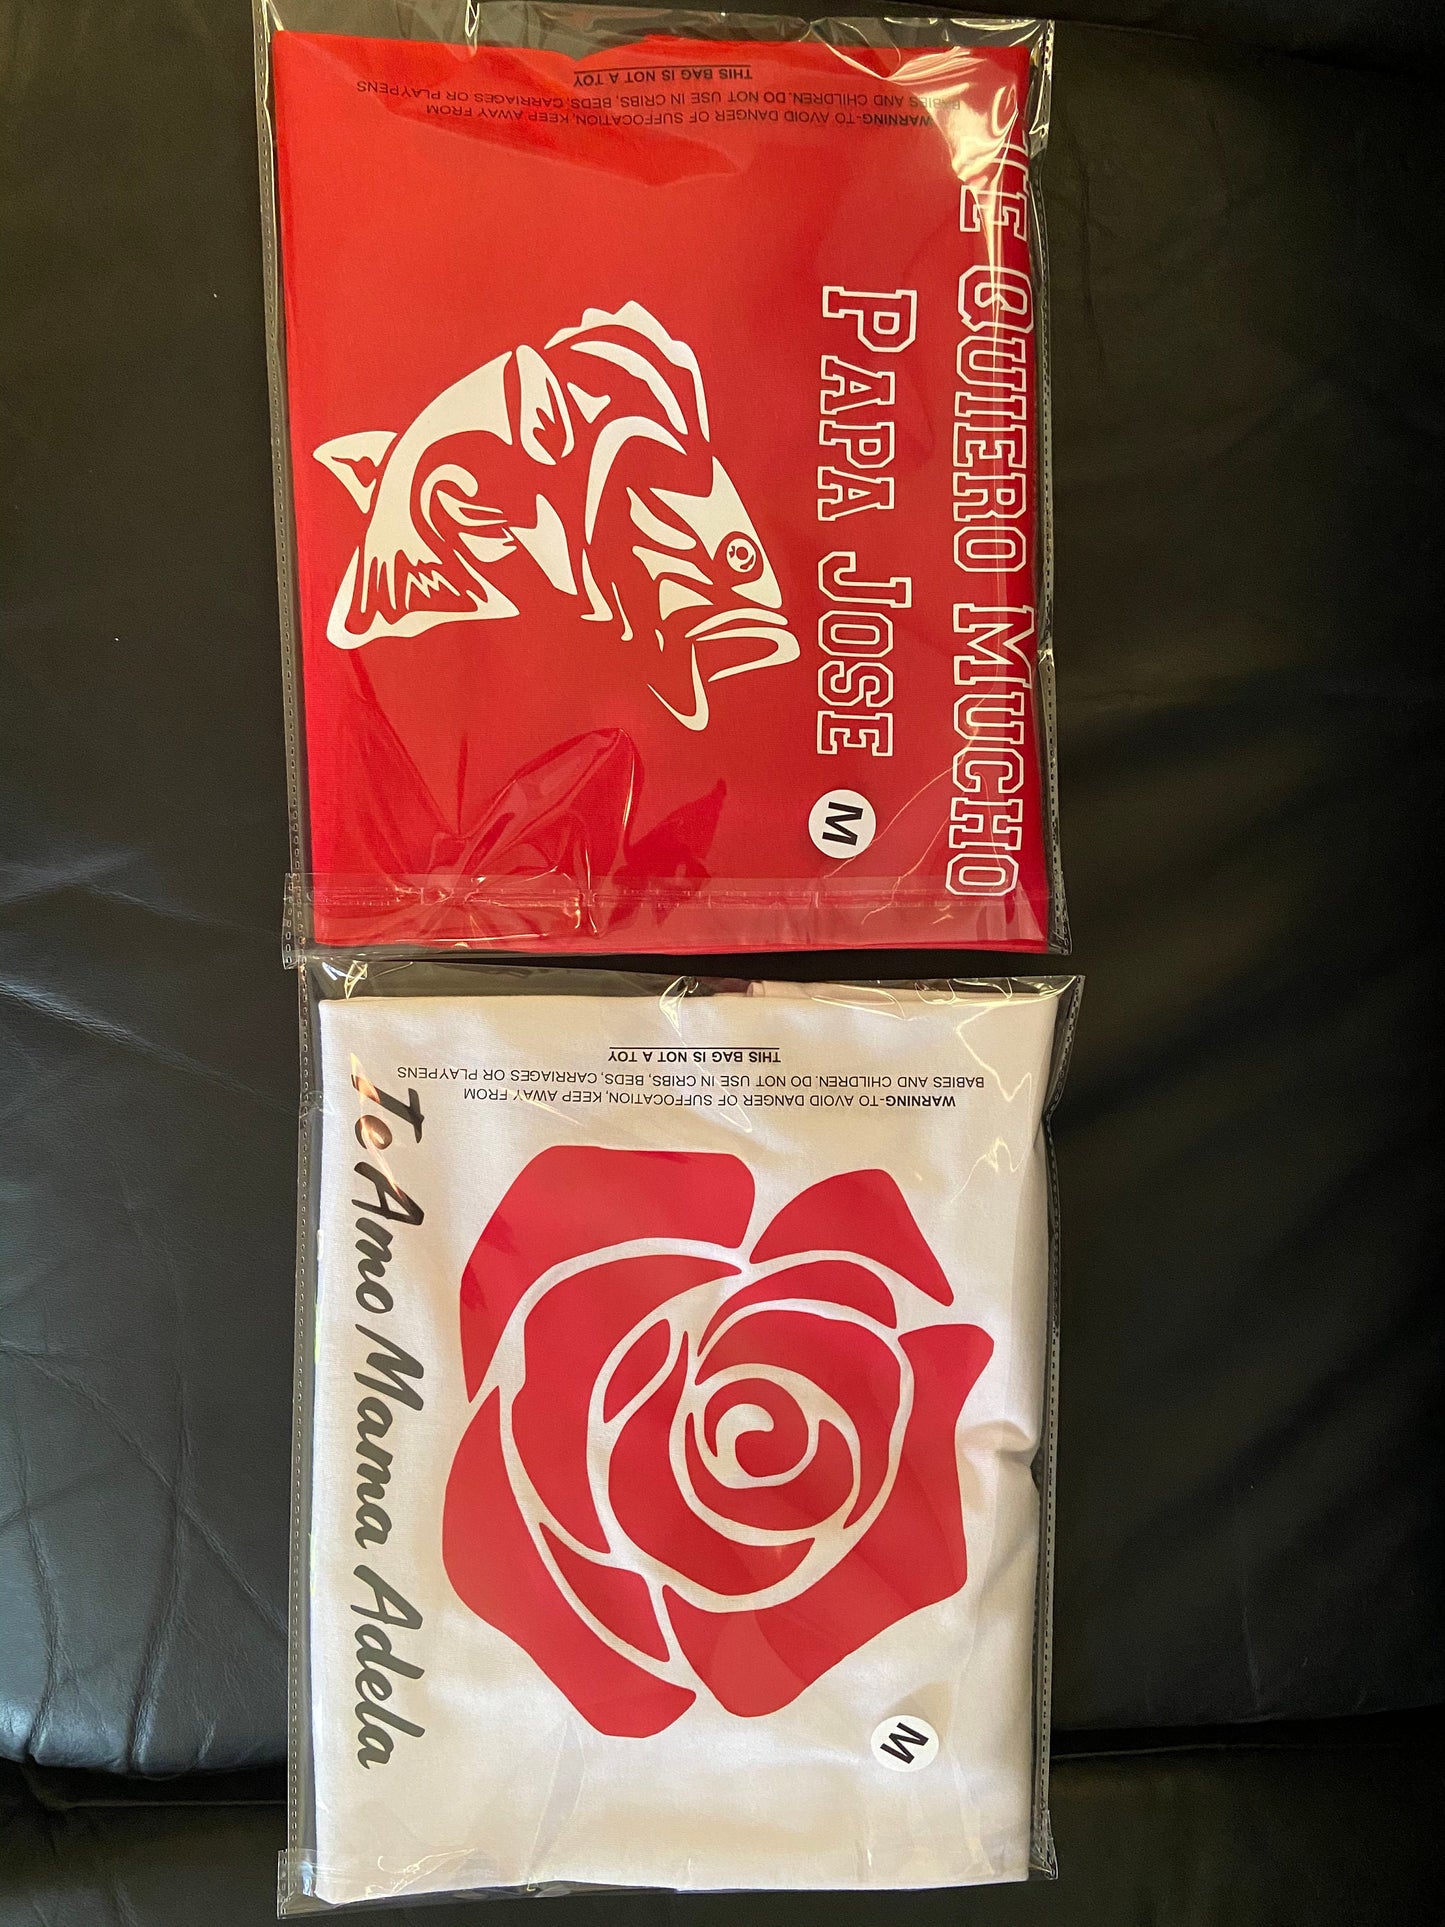 TE QUIERO MUCHO
PAPA JOSE
M
WARNING-TO AVOID DANGER OF SUFFOCATION, KEEP AWAY FROM
BABIES AND CHILDREN. DO NOT USE IN CRIBS, BEDS, CARRIAGES OR PLAYPENS
THIS BAG IS NOT A TOY
WARNING-TO AVOID DANGER OF SUFFOCATION, KEEP AWAY FROM
BABIES AND CHILDREN. DO NOT USE IN CRIBS, BEDS, CARRIAGES OR PLAYPENS
THIS BAG IS NOT A TOY
M
Te Amo Mama Adela